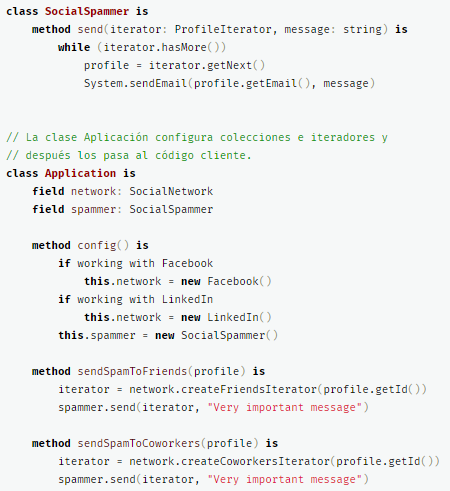 class SocialSpammer is
    method send(iterator: ProfileIterator, message: string) is
        while (iterator.hasMore())
            profile = iterator.getNext()
            System.sendEmail(profile.getEmail(), message)
// La clase Aplicación configura colecciones e iteradores y
// después los pasa al código cliente.
class Application is
    field network: SocialNetwork
    field spammer: SocialSpammer
    method config() is
        if working with Facebook
            this.network = new Facebook()
        if working with LinkedIn
            this.network = new LinkedIn()
        this.spammer = new SocialSpammer()
    method sendSpamToFriends(profile) is
        iterator = network.createFriendsIterator(profile.getId())
        spammer.send(iterator, "Very important message")
    method sendSpamToCoworkers(profile) is
        iterator = network.createCoworkersIterator(profile.getId())
        spammer.send(iterator, "Very important message")